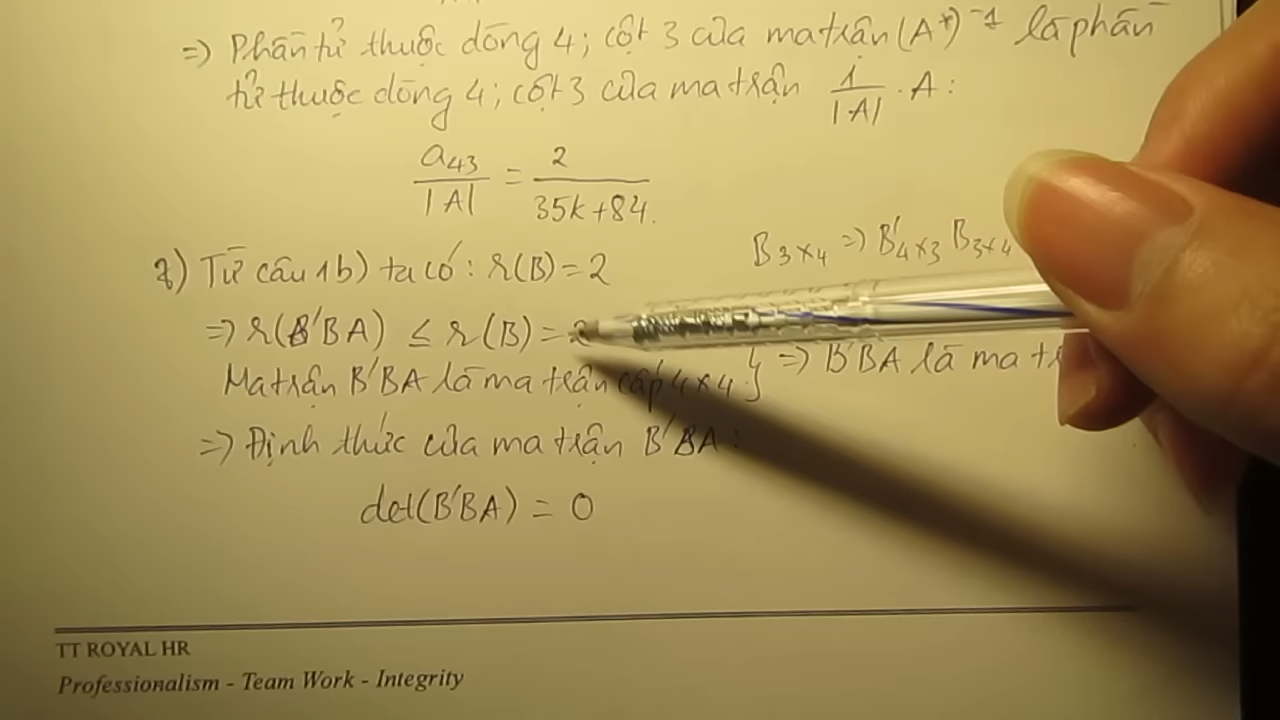 => Phần tử thuộc dòng 4; cột 3 của ma trận (A*)⁻¹ là phần
tử thuộc dòng 4; cột 3 của ma trận 1/|A| . A:
a₄₃/|A| = 2/(35k+84).
B₃ₓ₄ => B'₄ₓ₃ B₃ₓ₄
Từ câu 1b) ta có: r(B) = 2
=> r(B'BA) ≤ r(B) = 2
Ma trận B'BA là ma trận cấp 4x4 } => B'BA là ma
=> Định thức của ma trận B'BA:
det(B'BA) = 0
TT ROYAL HR
Professionalism - Team Work - Integrity